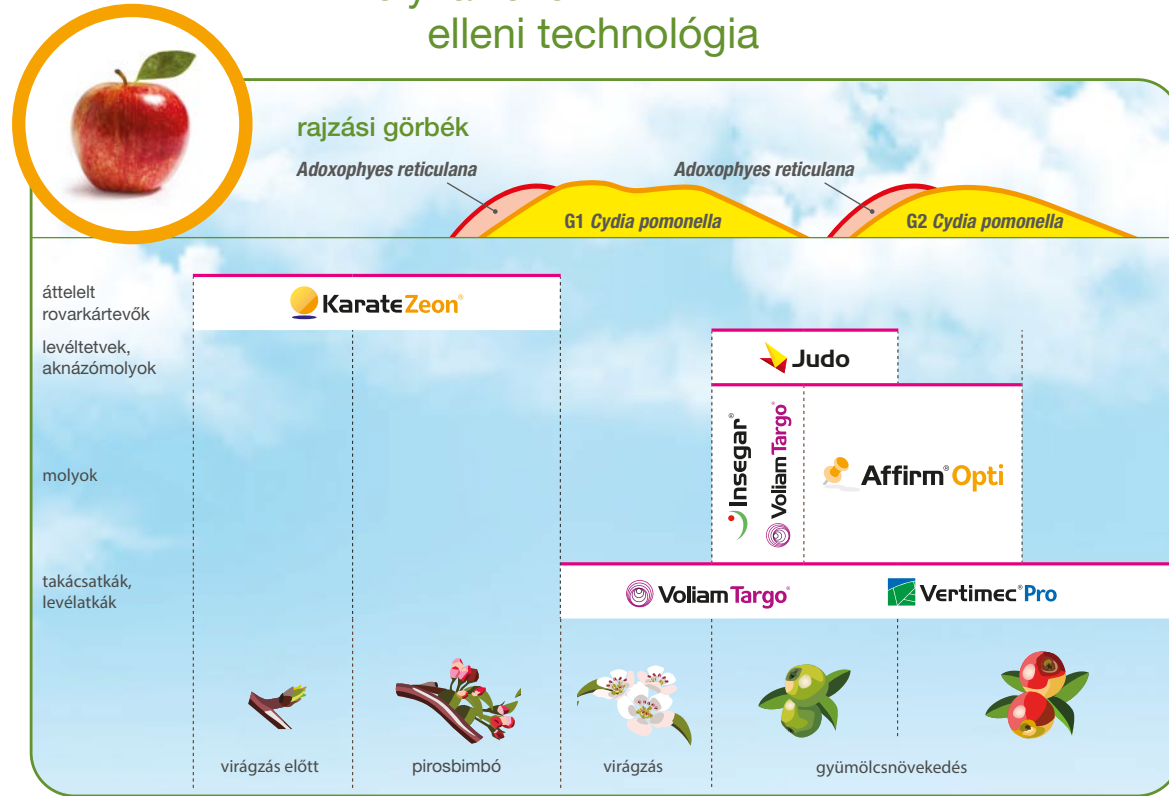 elleni technológia
rajzási görbék
Adoxophyes reticulana
Adoxophyes reticulana
G1 Cydia pomonella
G2 Cydia pomonella
áttelelt
rovarkártevők
KarateZeon®
levéltetvek,
aknázómolyok
Judo
molyok
Insegar®
VoliamTargo®
Affirm®Opti
takácsatkák,
levélatkák
VoliamTargo®
Vertimec®Pro
virágzás előtt
pirosbimbó
virágzás
gyümölcsnövekedés